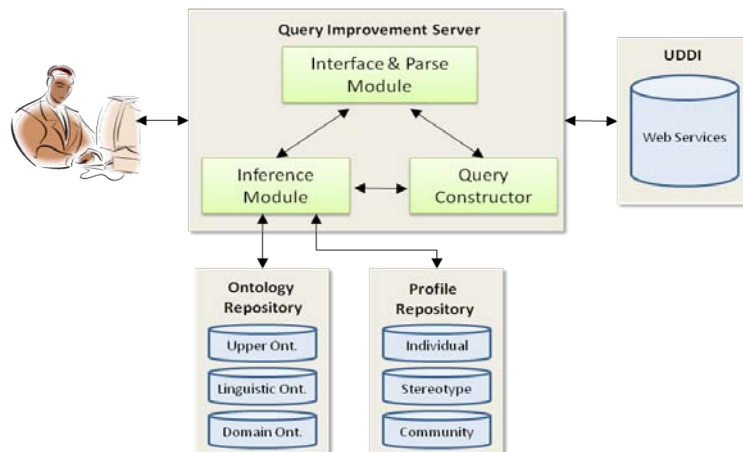 Query Improvement Server
Interface & Parse
Module
Inference
Module
Query
Constructor
UDDI
Web Services
Ontology
Repository
Upper Ont.
Linguistic Ont.
Domain Ont.
Profile
Repository
Individual
Stereotype
Community